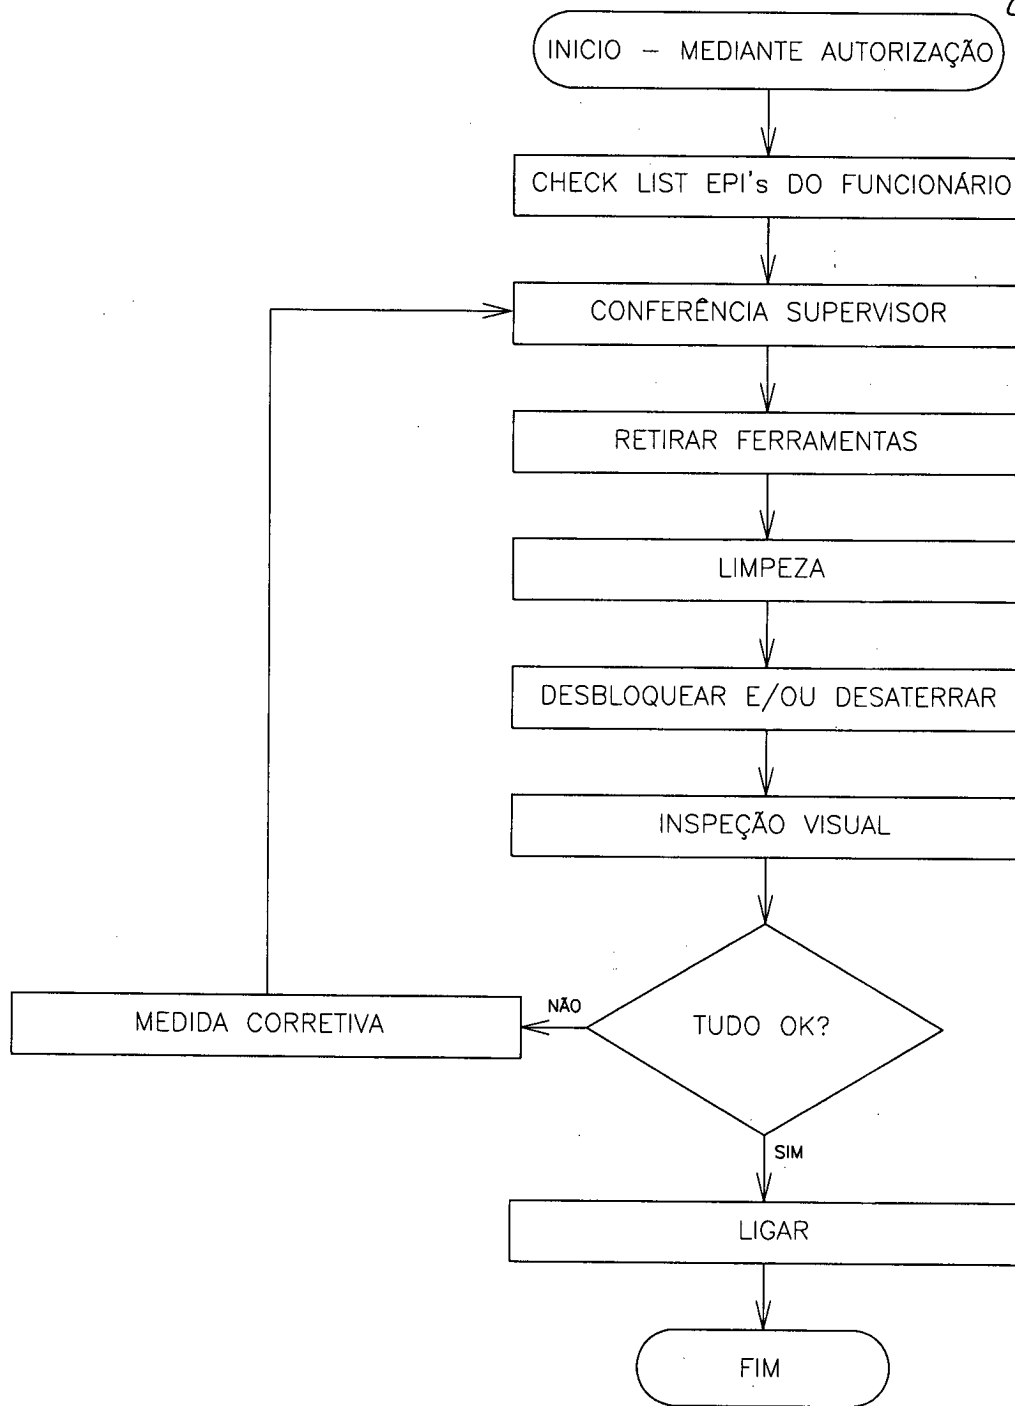 INICIO – MEDIANTE AUTORIZAÇÃO
CHECK LIST EPI's DO FUNCIONÁRIO
CONFERÊNCIA SUPERVISOR
RETIRAR FERRAMENTAS
LIMPEZA
DESBLOQUEAR E/OU DESATERRAR
INSPEÇÃO VISUAL
NÃO
MEDIDA CORRETIVA
TUDO OK?
SIM
LIGAR
FIM